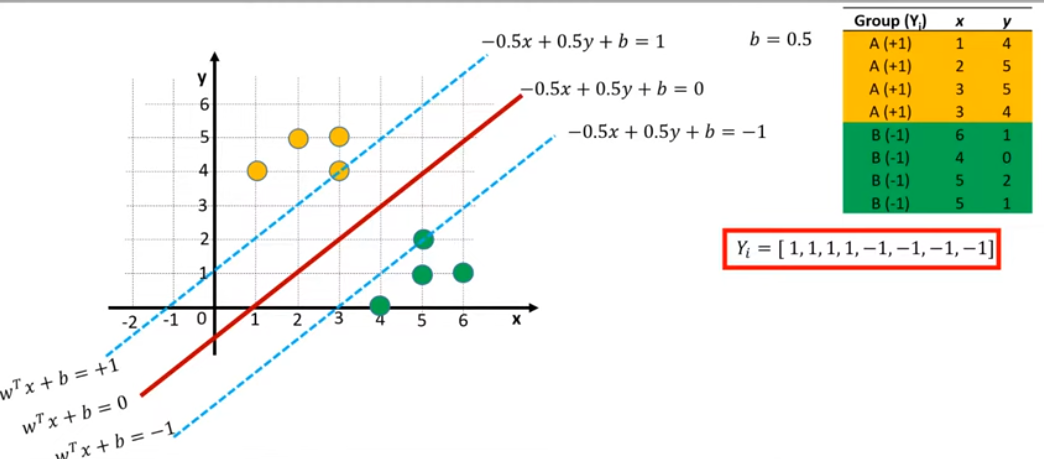 −0.5x + 0.5y + b = 1
b = 0.5
−0.5x + 0.5y + b = 0
−0.5x + 0.5y + b = −1
Group (Yᵢ) x y
A (+1) 1 4
A (+1) 2 5
A (+1) 3 5
A (+1) 3 4
B (-1) 6 1
B (-1) 4 0
B (-1) 5 2
B (-1) 5 1
Yᵢ = [ 1, 1, 1, 1, −1, −1, −1, −1]
y
6
5
4
3
2
1
-2 -1 0 1 2 3 4 5 6 x
wᵀx + b = +1
wᵀx + b = 0
wᵀx + b = −1